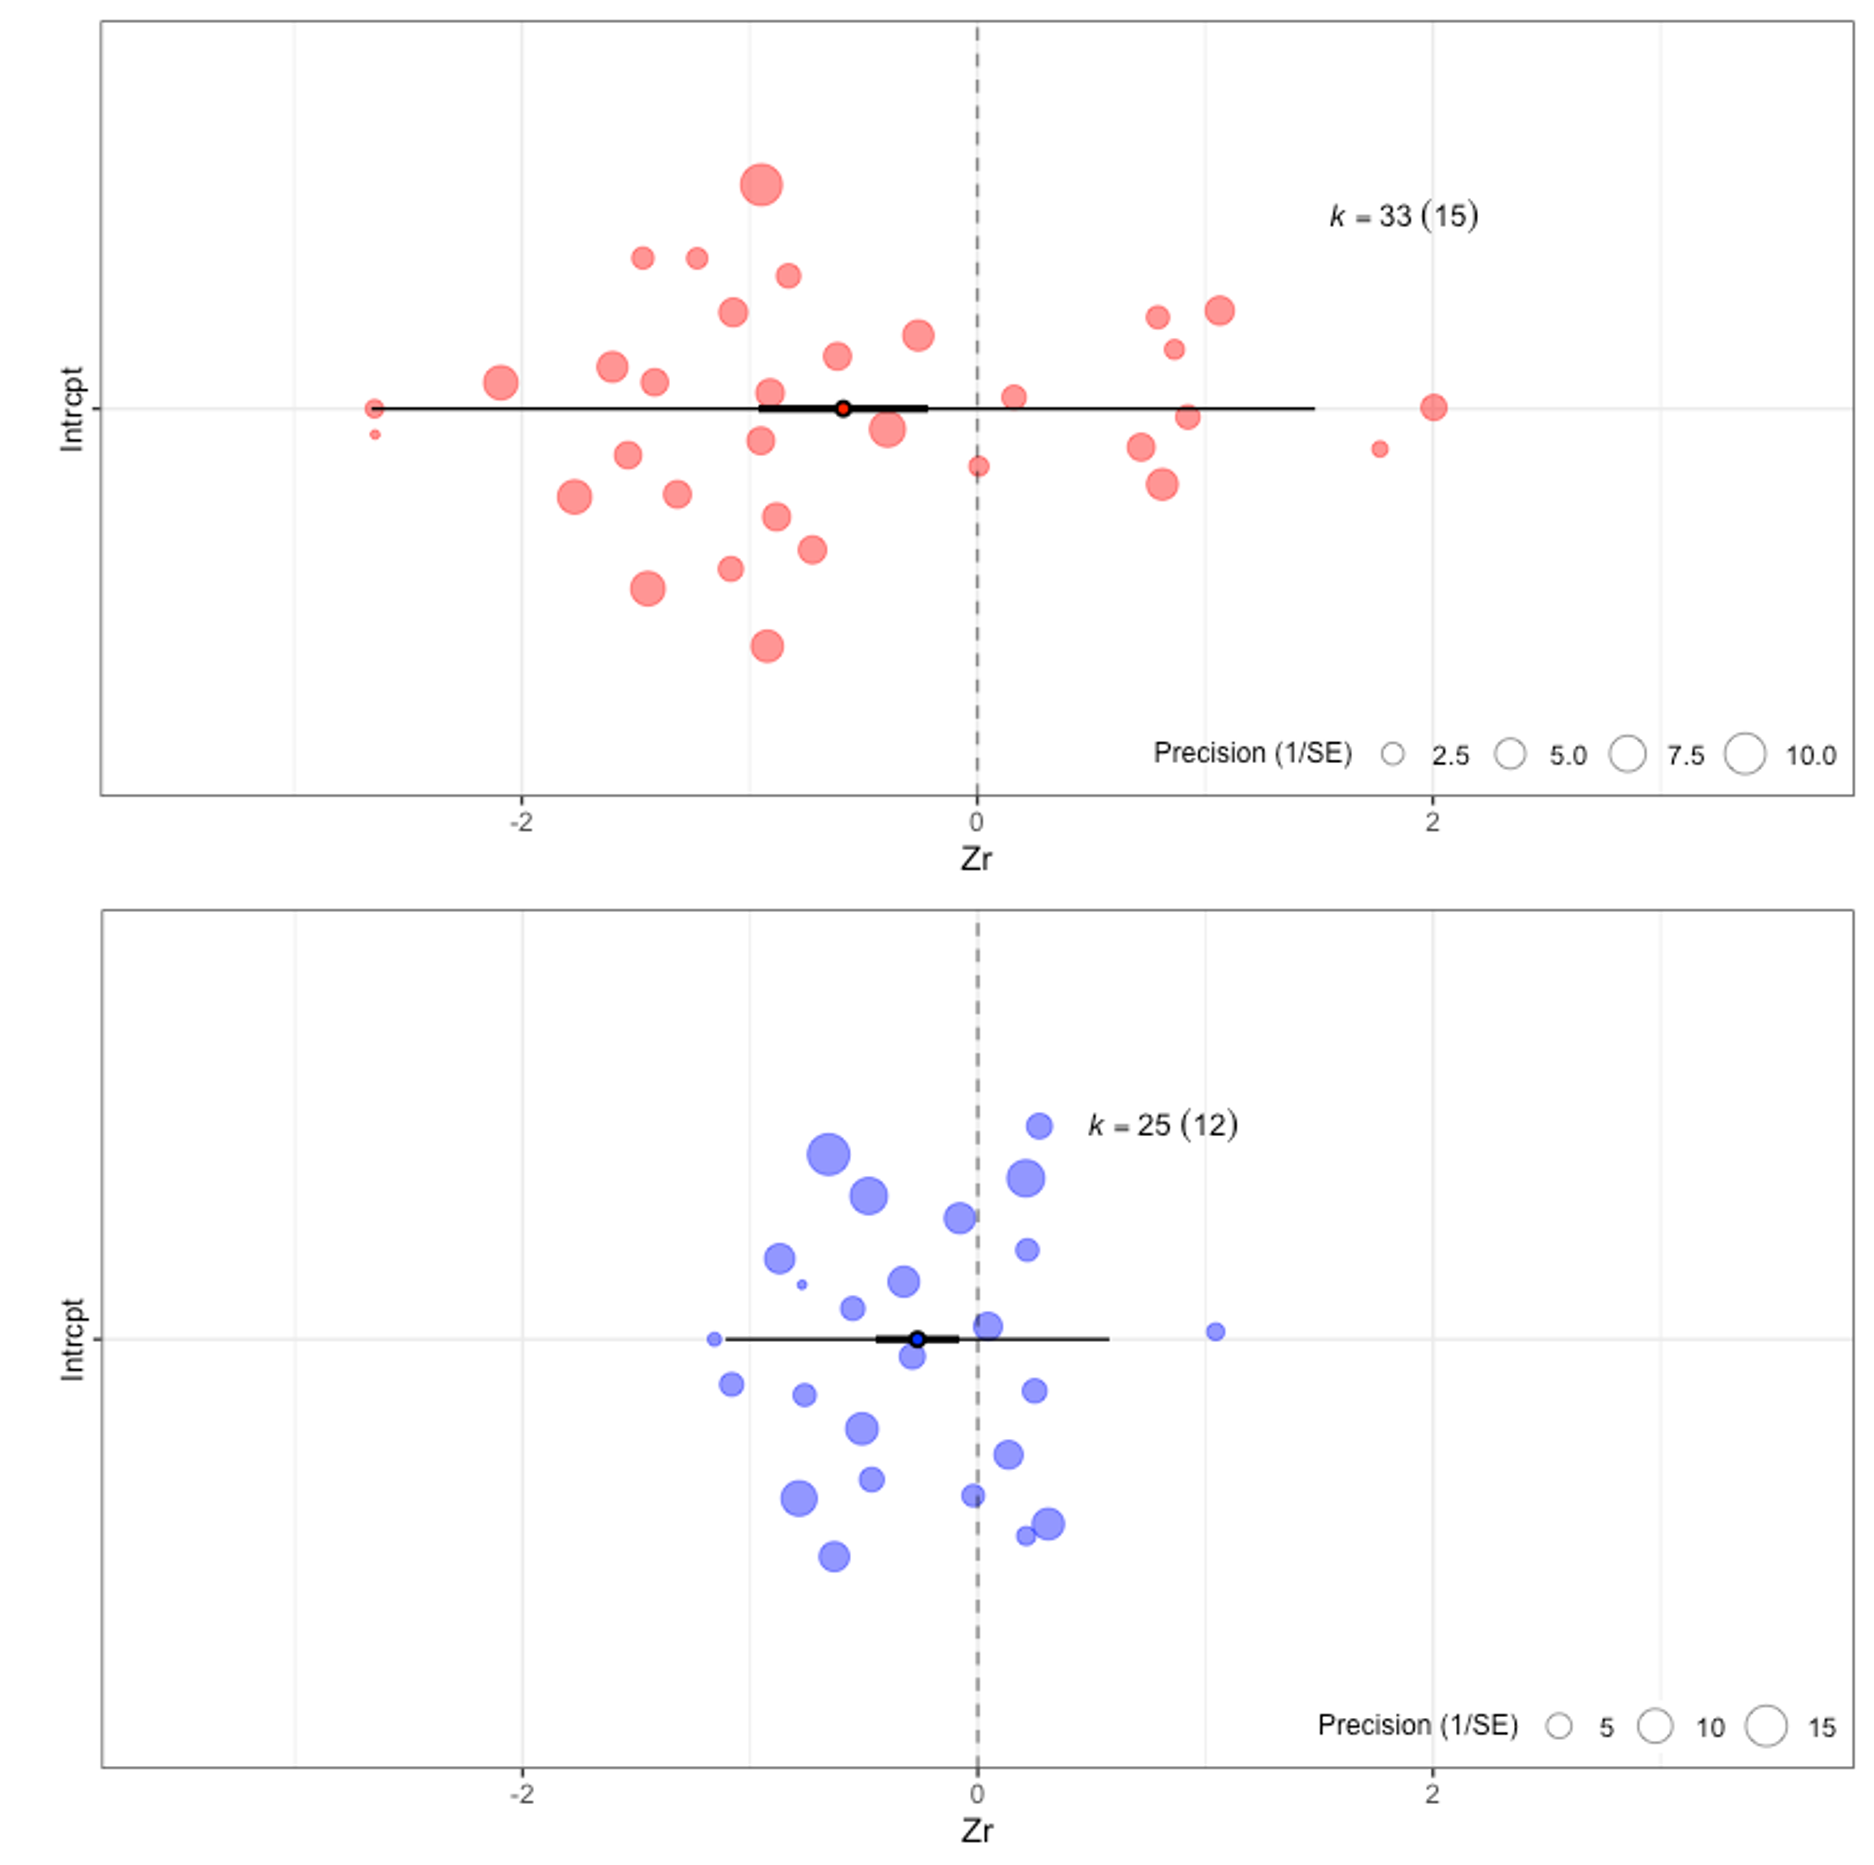 k = 33 (15)
Intrcpt
Precision (1/SE) 2.5 5.0 7.5 10.0
-2 0 2
Zr
k = 25 (12)
Intrcpt
Precision (1/SE) 5 10 15
-2 0 2
Zr